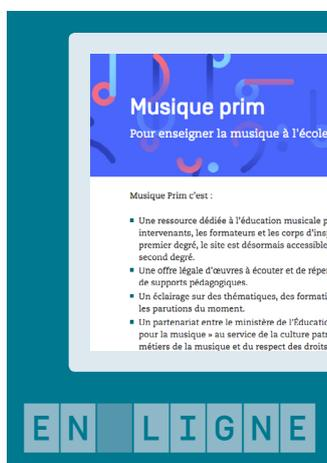 Musique prim
Pour enseigner la musique à l'école
Musique Prim c'est :
Une ressource dédiée à l'éducation musicale p
intervenants, les formateurs et les corps d'ins
premier degré, le site est désormais accessible
second degré.
Une offre légale d'œuvres à écouter et de réper
de supports pédagogiques.
Un éclairage sur des thématiques, des formati
les parutions du moment.
Un partenariat entre le ministère de l'Éducatio
pour la musique » au service de la culture patr
métiers de la musique et du respect des droits
EN LIGNE